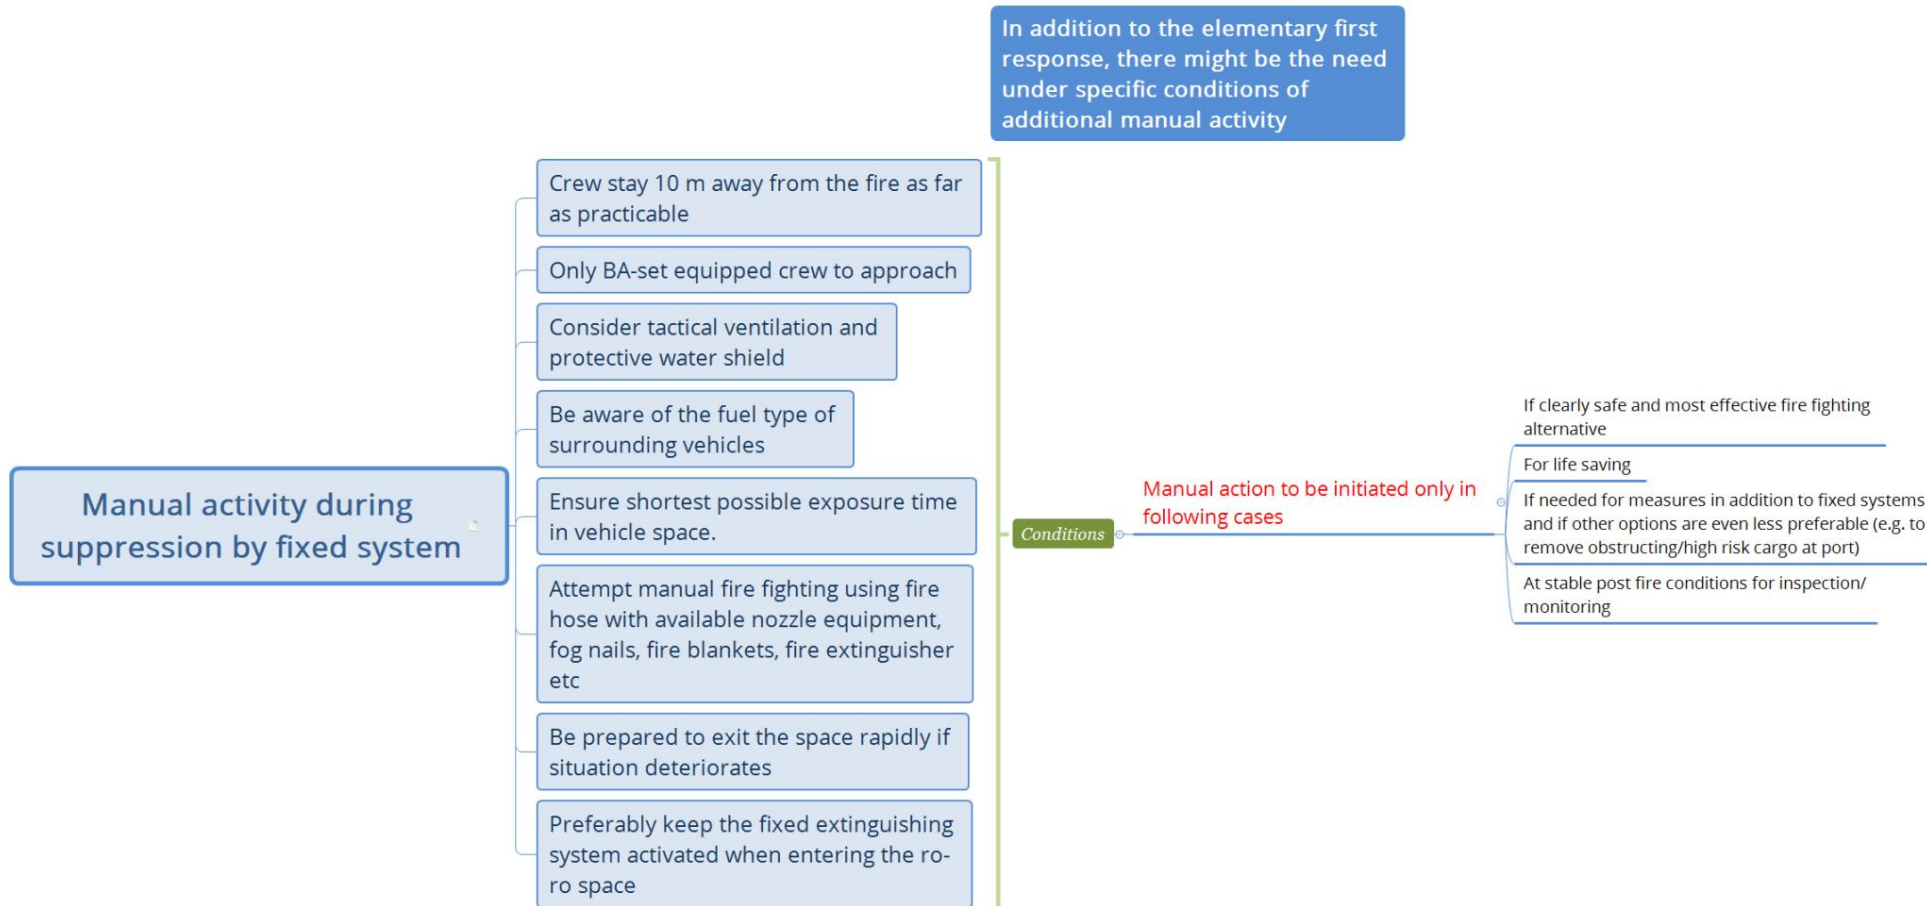 In addition to the elementary first
response, there might be the need
under specific conditions of
additional manual activity
Manual activity during
suppression by fixed system
Crew stay 10 m away from the fire as far
as practicable
Only BA-set equipped crew to approach
Consider tactical ventilation and
protective water shield
Be aware of the fuel type of
surrounding vehicles
Ensure shortest possible exposure time
in vehicle space.
Attempt manual fire fighting using fire
hose with available nozzle equipment,
fog nails, fire blankets, fire extinguisher
etc
Be prepared to exit the space rapidly if
situation deteriorates
Preferably keep the fixed extinguishing
system activated when entering the ro-
ro space
Conditions
Manual action to be initiated only in
following cases
If clearly safe and most effective fire fighting
alternative
For life saving
If needed for measures in addition to fixed systems
and if other options are even less preferable (e.g. to
remove obstructing/high risk cargo at port)
At stable post fire conditions for inspection/
monitoring